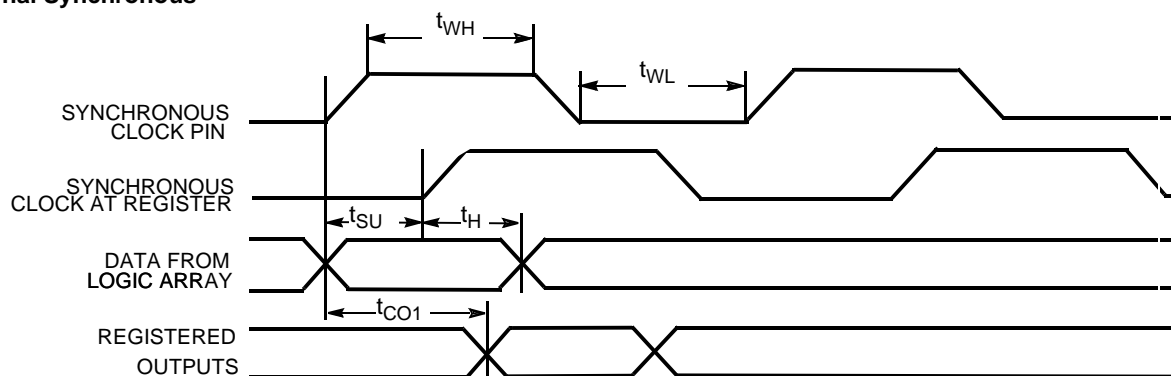 nal Synchronous
tWH
tWL
SYNCHRONOUS
CLOCK PIN
SYNCHRONOUS
CLOCK AT REGISTER
tSU
tH
DATA FROM
LOGIC ARRAY
tCO1
REGISTERED
OUTPUTS